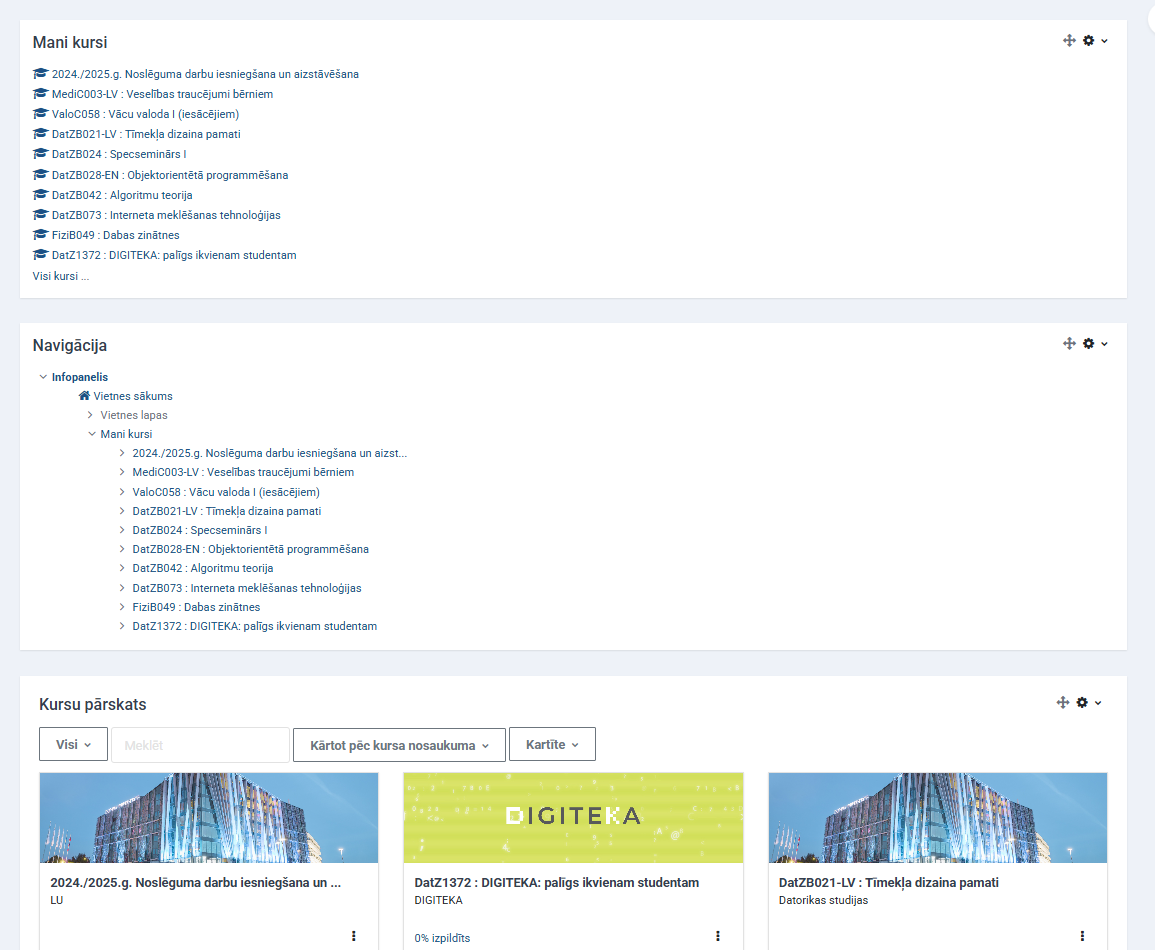 Mani kursi
2024./2025.g. Noslēguma darbu iesniegšana un aizstāvēšana
MediC003-LV : Veselības traucējumi bērniem
ValoC058 : Vācu valoda I (iesācējiem)
DatZB021-LV : Tīmekļa dizaina pamati
DatZB024 : Specseminārs I
DatZB028-EN : Objektorientētā programmēšana
DatZB042 : Algoritmu teorija
DatZB073 : Interneta meklēšanas tehnoloģijas
FiziB049 : Dabas zinātnes
DatZ1372 : DIGITEKA: palīgs ikvienam studentam
Visi kursi ...
Navigācija
Infopanelis
Vietnes sākums
Vietnes lapas
Mani kursi
2024./2025.g. Noslēguma darbu iesniegšana un aizst...
MediC003-LV : Veselības traucējumi bērniem
ValoC058 : Vācu valoda I (iesācējiem)
DatZB021-LV : Tīmekļa dizaina pamati
DatZB024 : Specseminārs I
DatZB028-EN : Objektorientētā programmēšana
DatZB042 : Algoritmu teorija
DatZB073 : Interneta meklēšanas tehnoloģijas
FiziB049 : Dabas zinātnes
DatZ1372 : DIGITEKA: palīgs ikvienam studentam
Kursu pārskats
Visi Meklēt Kārtot pēc kursa nosaukuma Kartīte
DIGITEKA
2024./2025.g. Noslēguma darbu iesniegšana un ... DatZ1372 : DIGITEKA: palīgs ikvienam studentam DatZB021-LV : Tīmekļa dizaina pamati
LU DIGITEKA Datorikas studijas
0% izpildīts